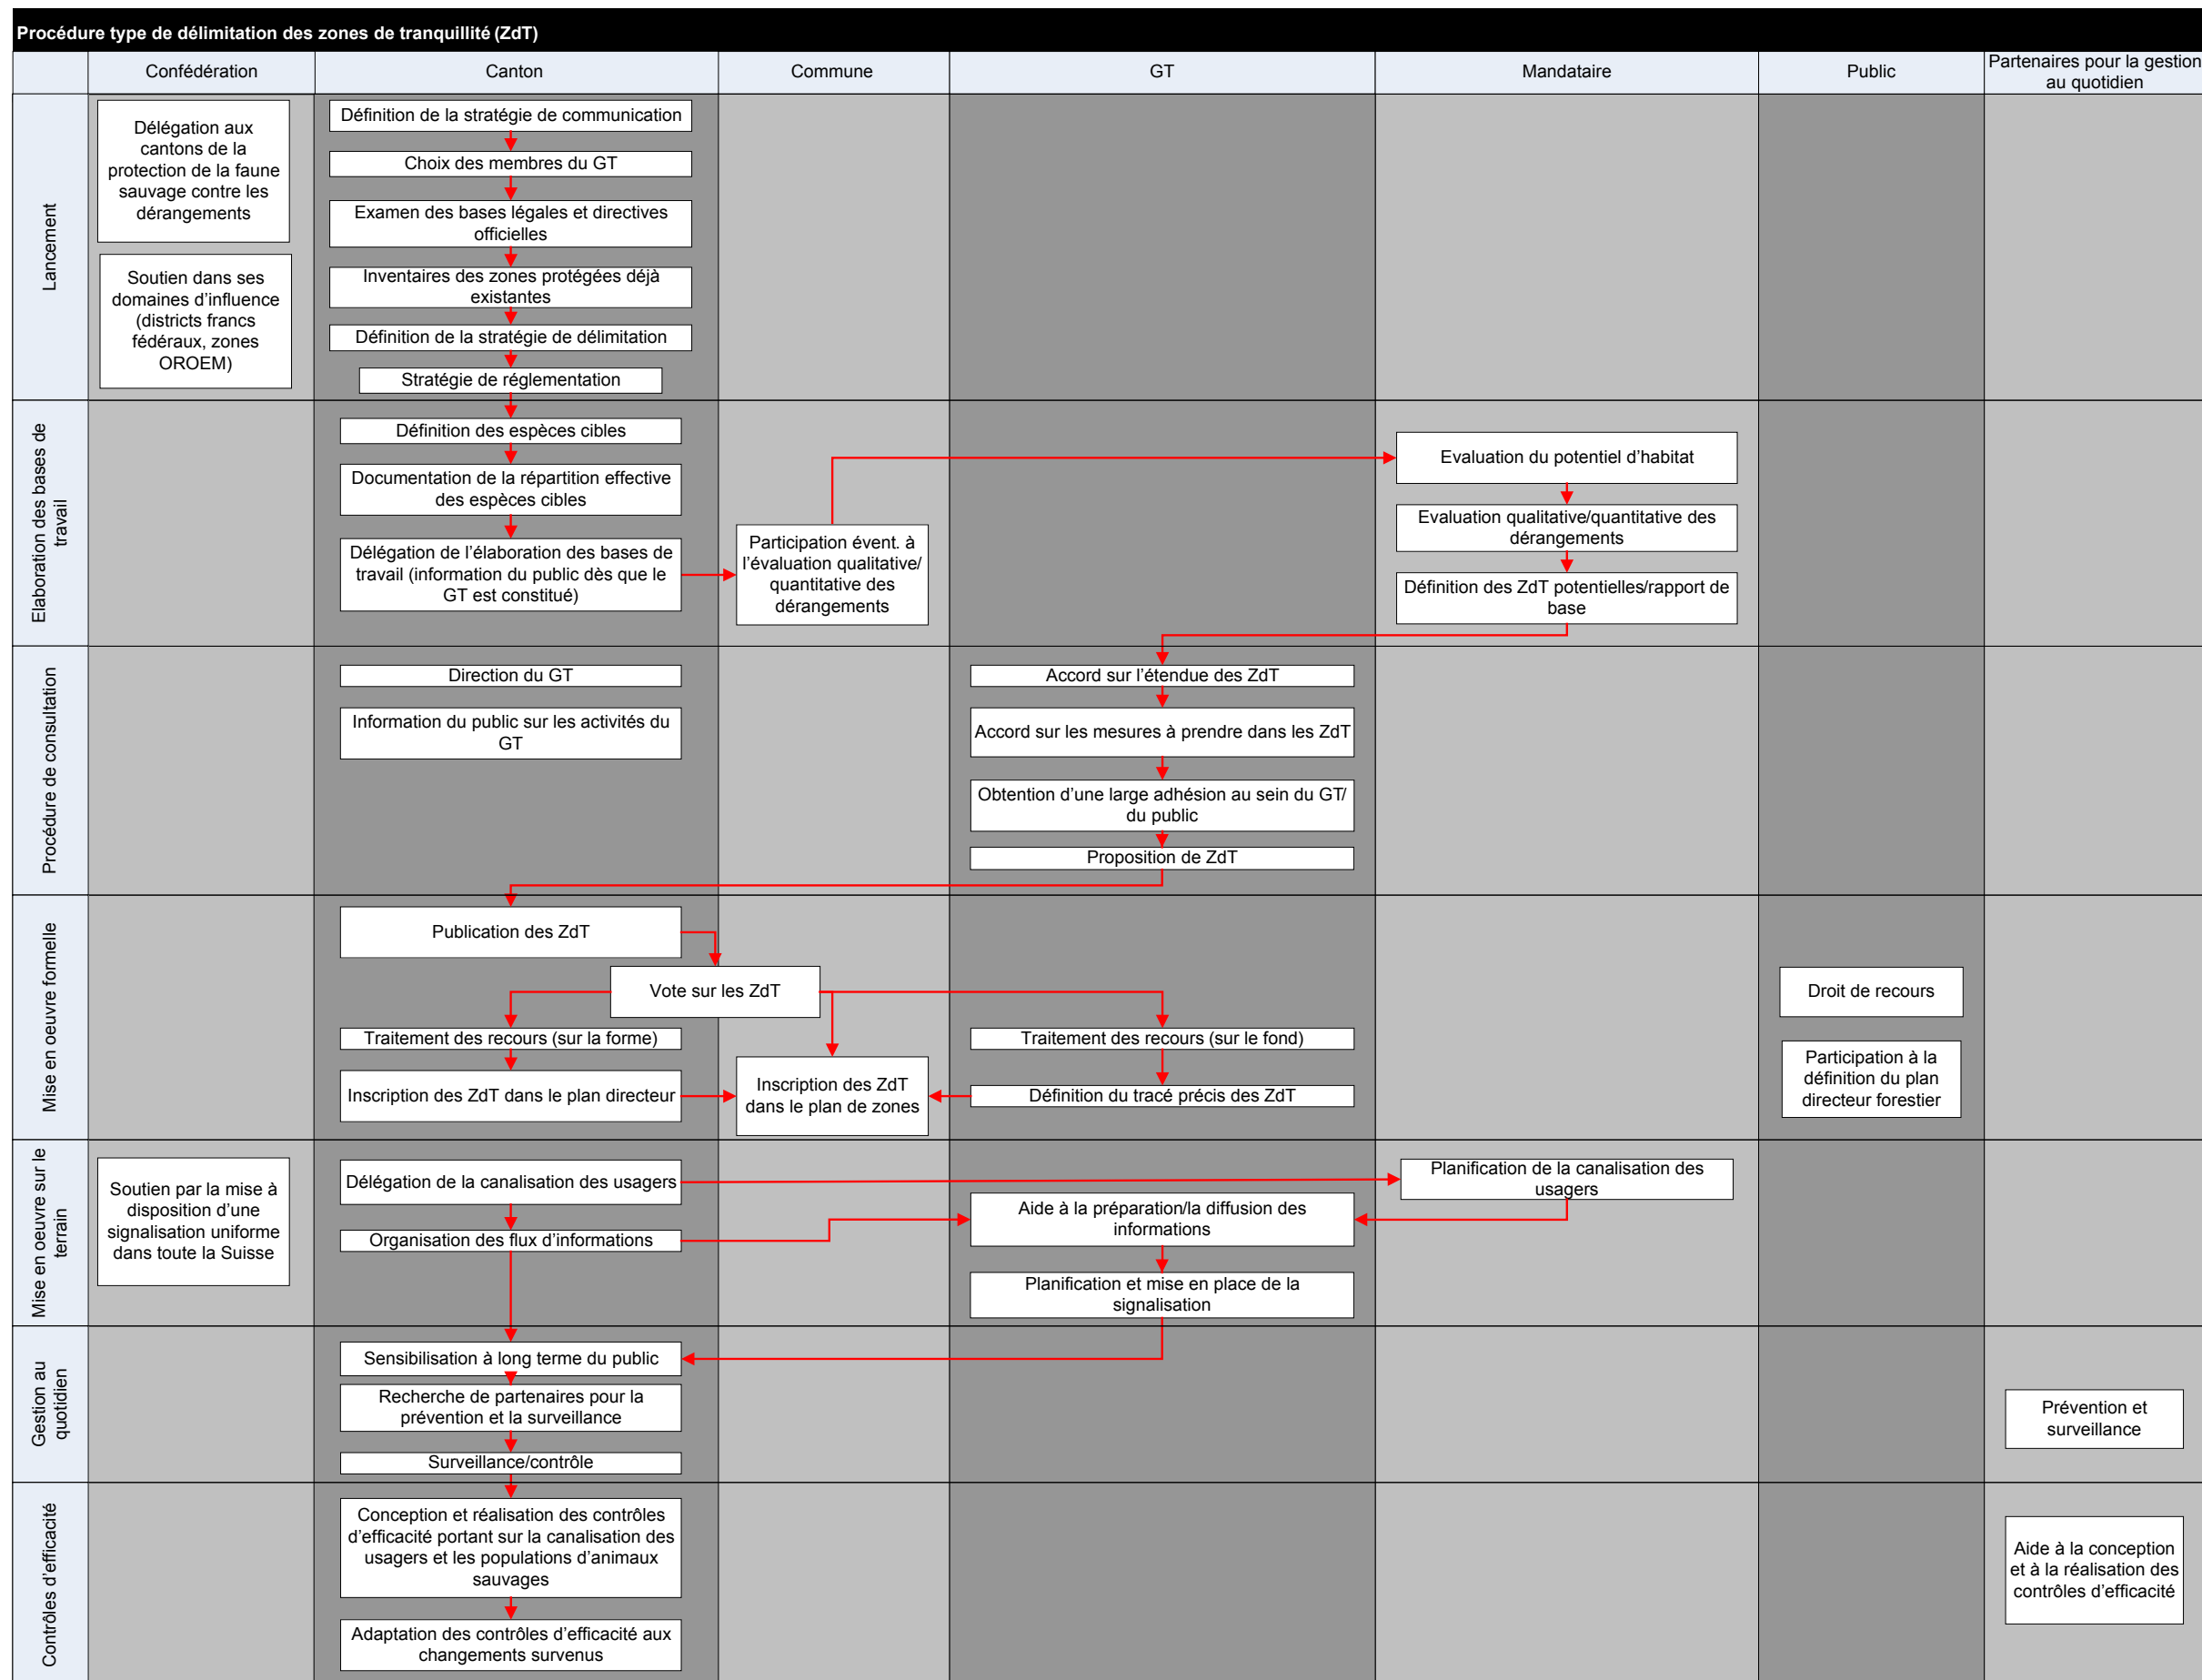 Procédure type de délimitation des zones de tranquillité (ZdT)
Confédération
Canton
Commune
GT
Mandataire
Public
Partenaires pour la gestion
au quotidien
Lancement
Délégation aux
cantons de la
protection de la faune
sauvage contre les
dérangements
Soutien dans ses
domaines d’influence
(districts francs
fédéraux, zones
OROEM)
Définition de la stratégie de communication
Choix des membres du GT
Examen des bases légales et directives
officielles
Inventaires des zones protégées déjà
existantes
Définition de la stratégie de délimitation
Stratégie de réglementation
Elaboration des bases de
travail
Définition des espèces cibles
Documentation de la répartition effective
des espèces cibles
Délégation de l’élaboration des bases de
travail (information du public dès que le
GT est constitué)
Participation évent. à
l’évaluation qualitative/
quantitative des
dérangements
Evaluation du potentiel d’habitat
Evaluation qualitative/quantitative des
dérangements
Définition des ZdT potentielles/rapport de
base
Procédure de consultation
Direction du GT
Information du public sur les activités du
GT
Accord sur l’étendue des ZdT
Accord sur les mesures à prendre dans les ZdT
Obtention d’une large adhésion au sein du GT/
du public
Proposition de ZdT
Mise en oeuvre formelle
Publication des ZdT
Vote sur les ZdT
Traitement des recours (sur la forme)
Inscription des ZdT dans le plan directeur
Inscription des ZdT
dans le plan de zones
Traitement des recours (sur le fond)
Définition du tracé précis des ZdT
Droit de recours
Participation à la
définition du plan
directeur forestier
Mise en oeuvre sur le
terrain
Soutien par la mise à
disposition d’une
signalisation uniforme
dans toute la Suisse
Délégation de la canalisation des usagers
Organisation des flux d’informations
Aide à la préparation/la diffusion des
informations
Planification et mise en place de la
signalisation
Planification de la canalisation des
usagers
Gestion au
quotidien
Sensibilisation à long terme du public
Recherche de partenaires pour la
prévention et la surveillance
Surveillance/contrôle
Prévention et
surveillance
Contrôles d’efficacité
Conception et réalisation des contrôles
d’efficacité portant sur la canalisation des
usagers et les populations d’animaux
sauvages
Adaptation des contrôles d’efficacité aux
changements survenus
Aide à la conception
et à la réalisation des
contrôles d’efficacité